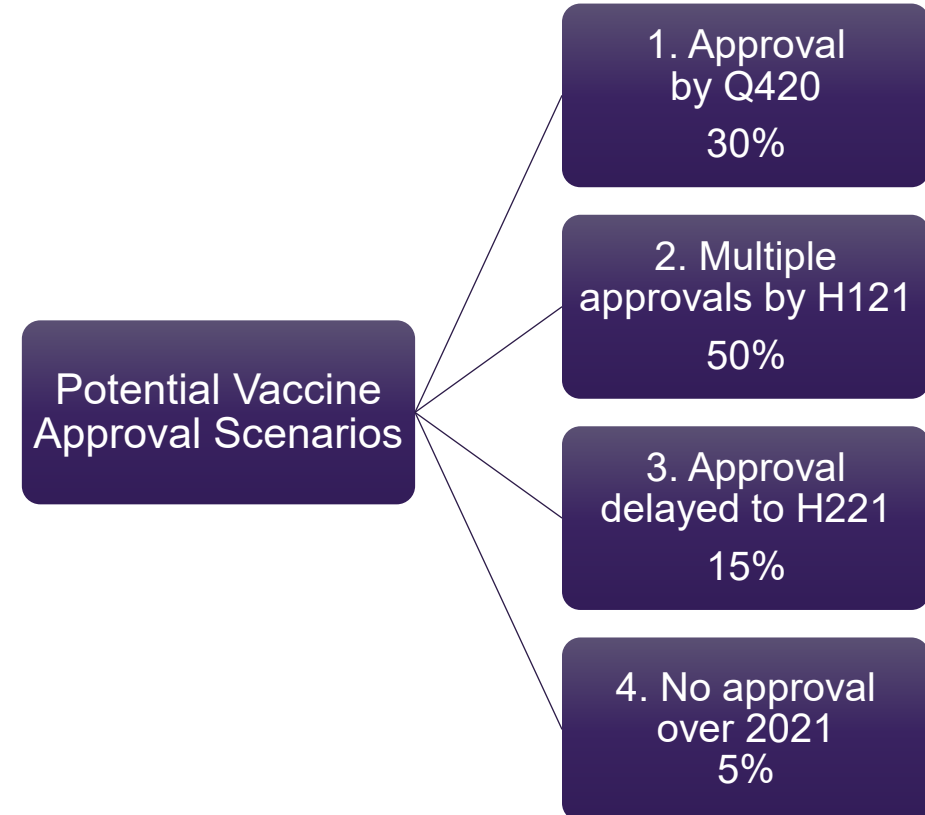 Potential Vaccine
Approval Scenarios
1. Approval
by Q420
30%
2. Multiple
approvals by H121
50%
3. Approval
delayed to H221
15%
4. No approval
over 2021
5%